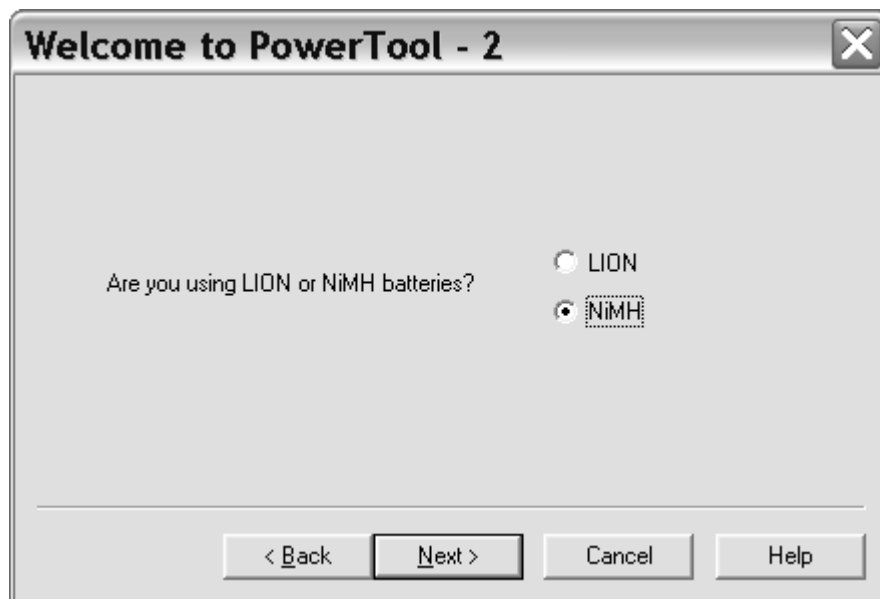 Welcome to PowerTool - 2
Are you using LION or NiMH batteries?
LION
NiMH
< Back
Next >
Cancel
Help